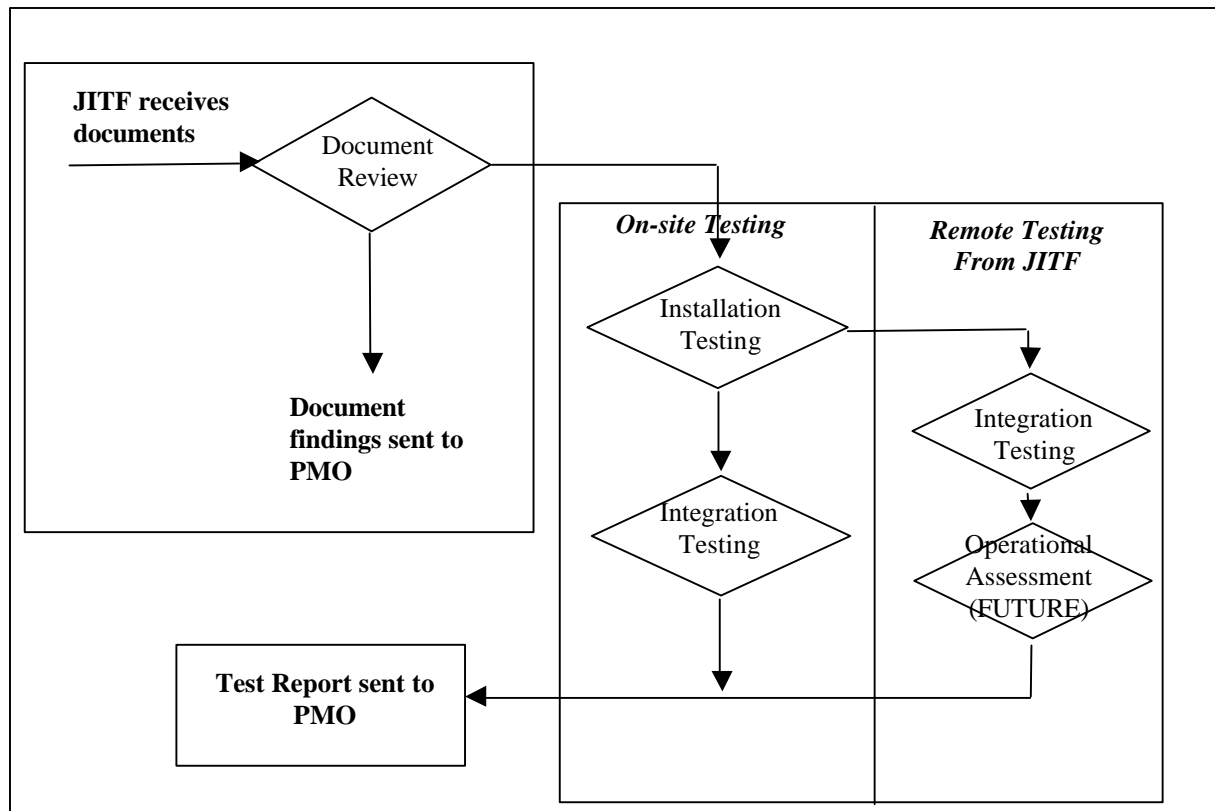 JITF receives
documents
Document
Review
Document
findings sent to
PMO
On-site Testing
Remote Testing
From JITF
Installation
Testing
Integration
Testing
Integration
Testing
Operational
Assessment
(FUTURE)
Test Report sent to
PMO